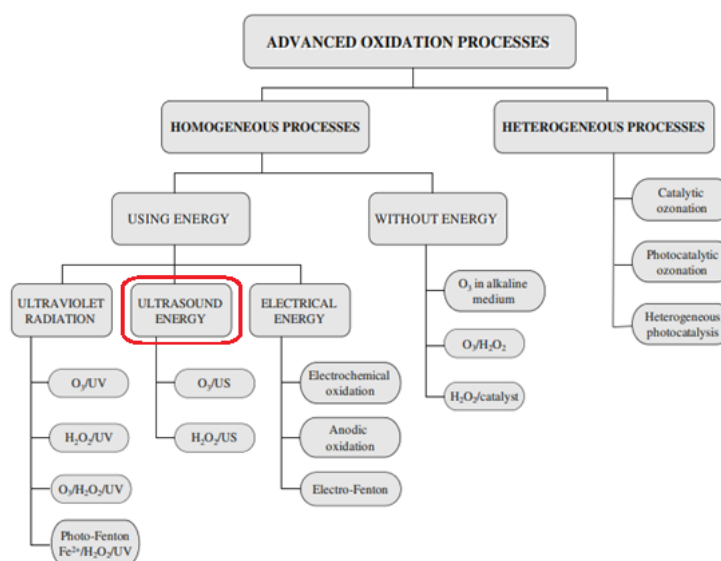 ADVANCED OXIDATION PROCESSES
HOMOGENEOUS PROCESSES
HETEROGENEOUS PROCESSES
USING ENERGY
WITHOUT ENERGY
Catalytic
ozonation
Photocatalytic
ozonation
Heterogeneous
photocatalysis
ULTRAVIOLET
RADIATION
ULTRASOUND
ENERGY
ELECTRICAL
ENERGY
O₃ in alkaline
medium
O₃/H₂O₂
H₂O₂/catalyst
O₃/UV
H₂O₂/UV
O₃/H₂O₂/UV
Photo-Fenton
Fe²⁺/H₂O₂/UV
O₃/US
H₂O₂/US
Electrochemical
oxidation
Anodic
oxidation
Electro-Fenton